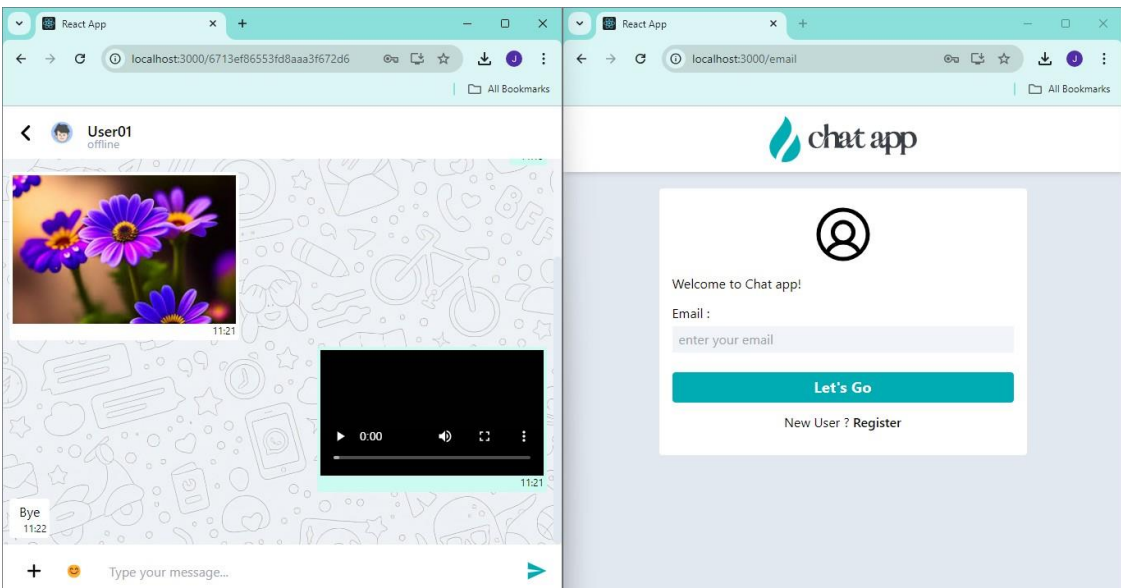 React App
localhost:3000/6713ef86553fd8aaa3f672d6
J
All Bookmarks
User01
offline
11:21
0:00
11:21
Bye
11:22
Type your message...
React App
localhost:3000/email
J
All Bookmarks
chat app
Welcome to Chat app!
Email :
enter your email
Let's Go
New User ? Register